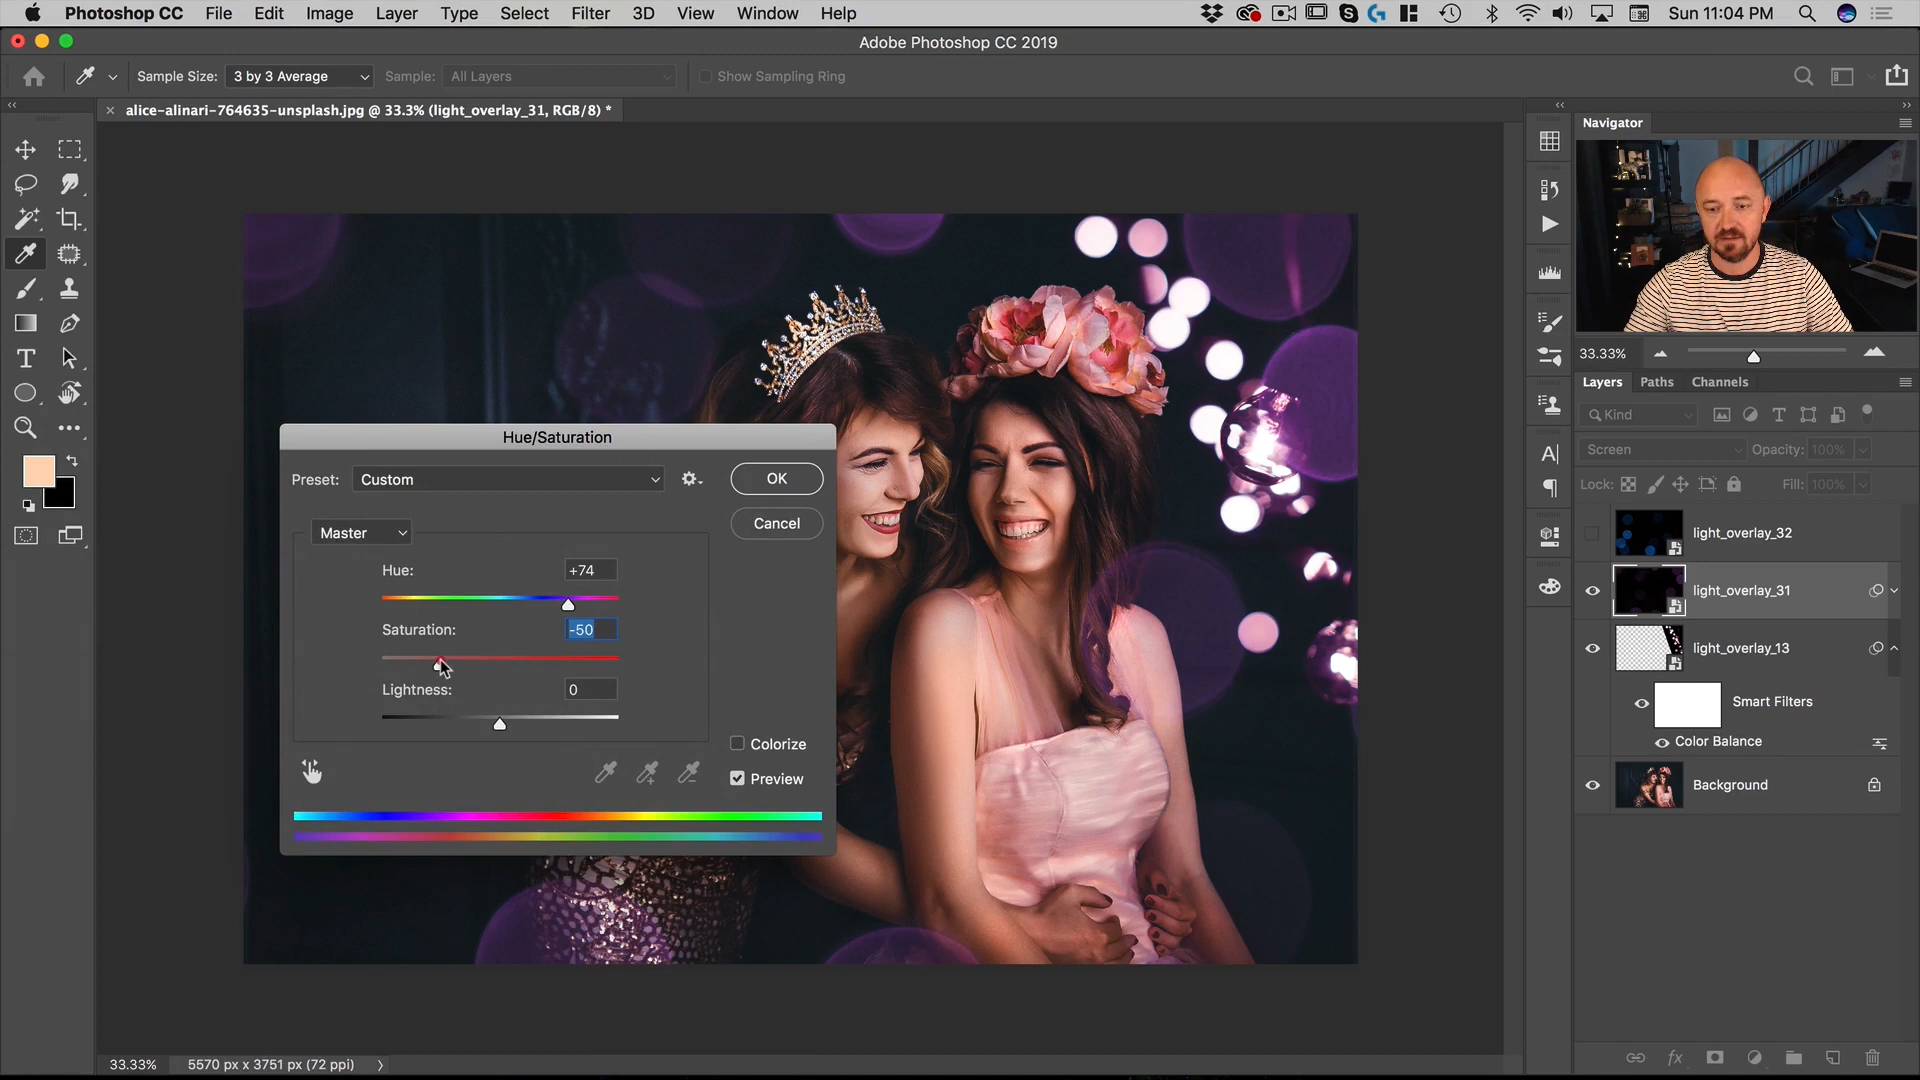 Photoshop CC File Edit Image Layer Type Select Filter 3D View Window Help Sun 11:04 PM
Adobe Photoshop CC 2019
Sample Size: 3 by 3 Average Sample: All Layers Show Sampling Ring
alice-alinari-764635-unsplash.jpg @ 33.3% (light_overlay_31, RGB/8) *
Navigator
33.33%
Layers Paths Channels
Kind
Screen Opacity: 100%
Lock: Fill: 100%
light_overlay_32
light_overlay_31
light_overlay_13
Smart Filters
Color Balance
Background
Hue/Saturation
Preset: Custom OK
Cancel
Master
Hue: +74
Saturation: -50
Lightness: 0
Colorize
Preview
33.33% 5570 px x 3751 px (72 ppi)